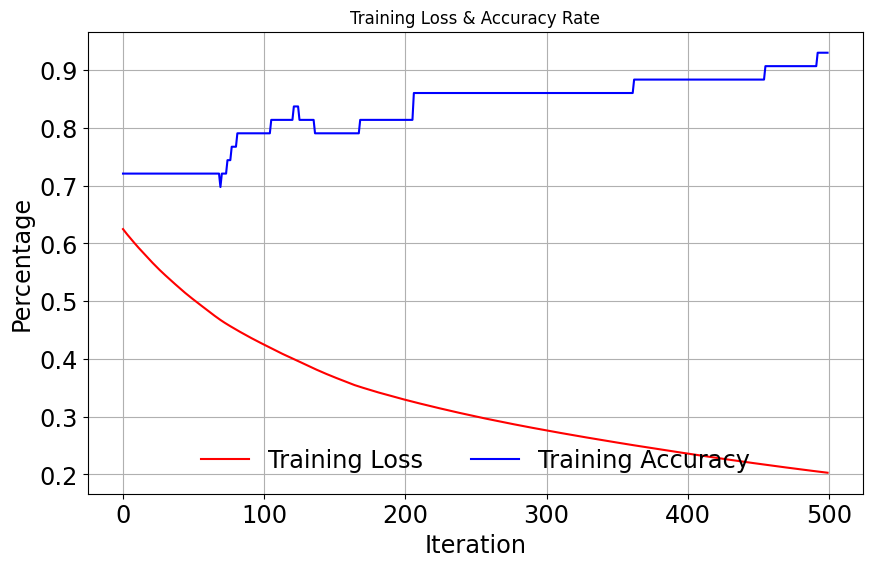 Training Loss & Accuracy Rate
Percentage
0.9
0.8
0.7
0.6
0.5
0.4
0.3
0.2
Training Loss Training Accuracy
0 100 200 300 400 500
Iteration